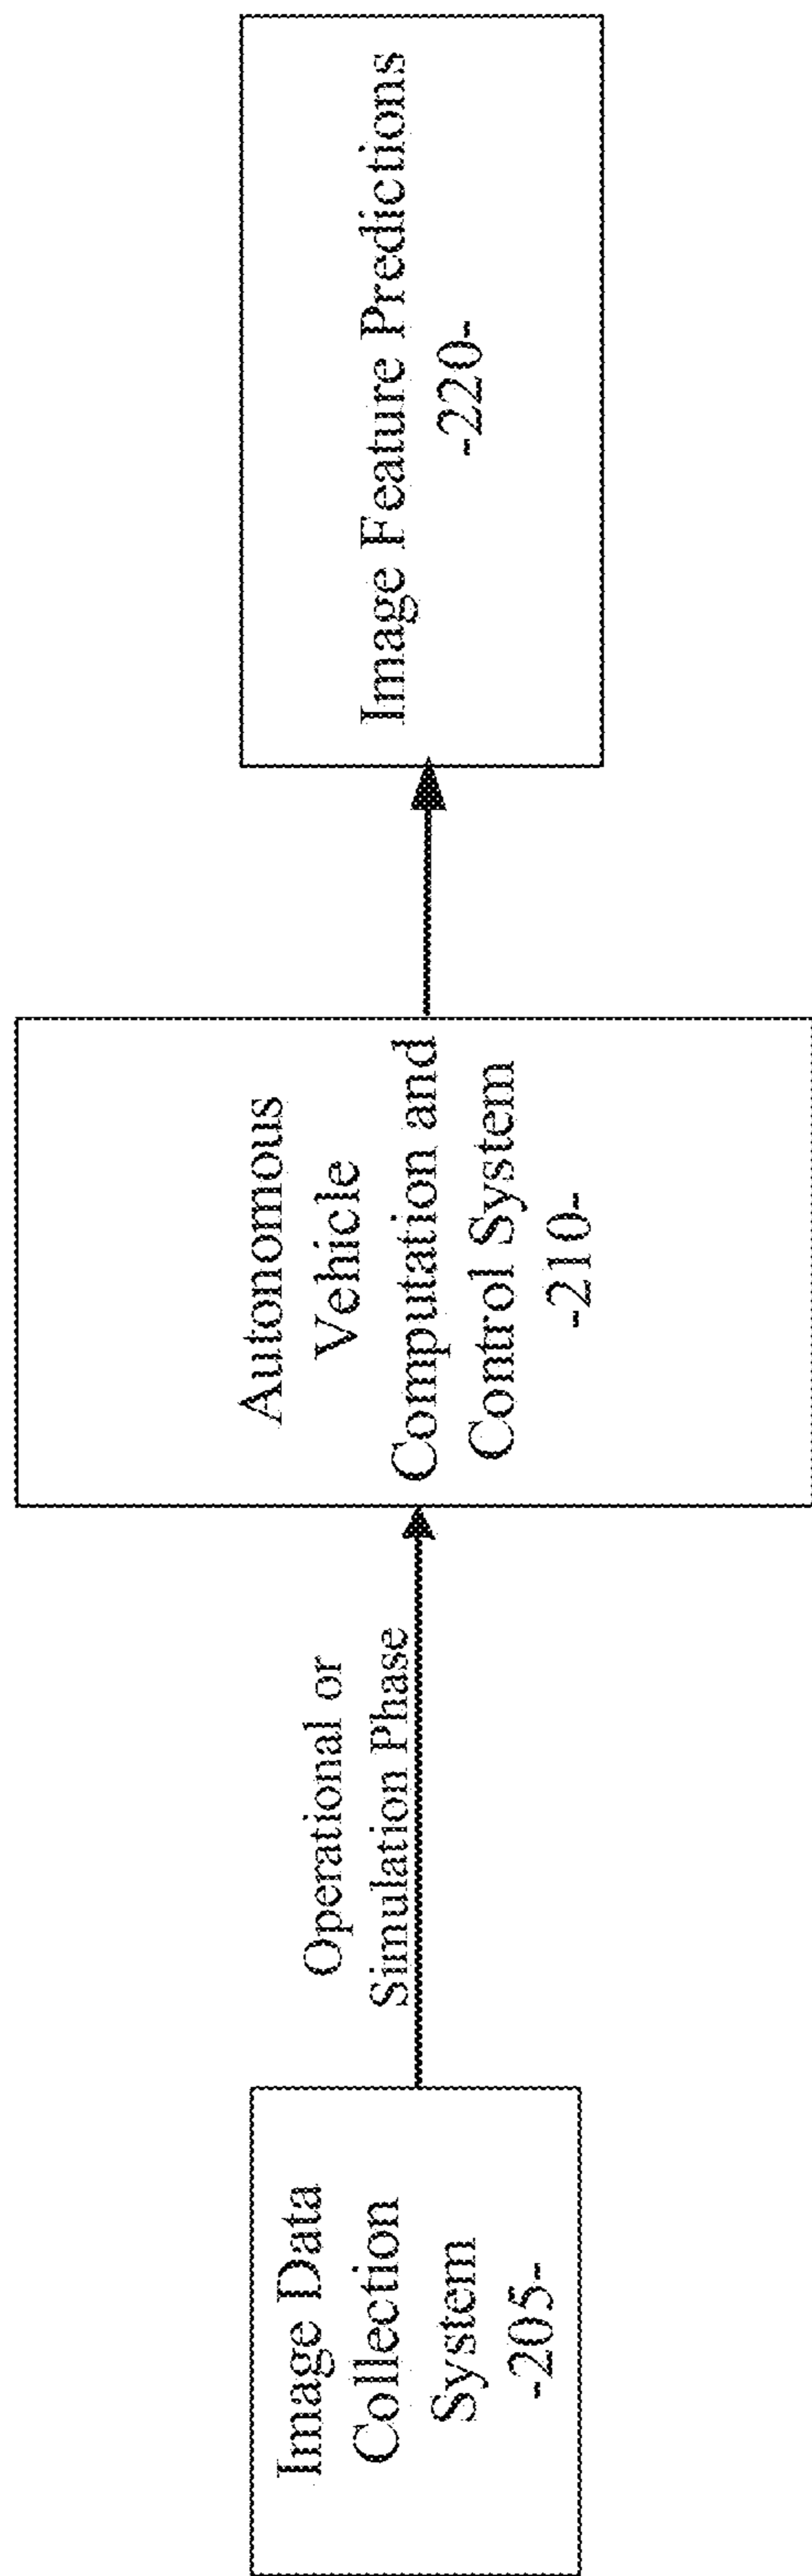 Image Data
Collection
System
-205-
Operational or
Simulation Phase
Autonomous
Vehicle
Computation and
Control System
-210-
Image Feature Predictions
-220-